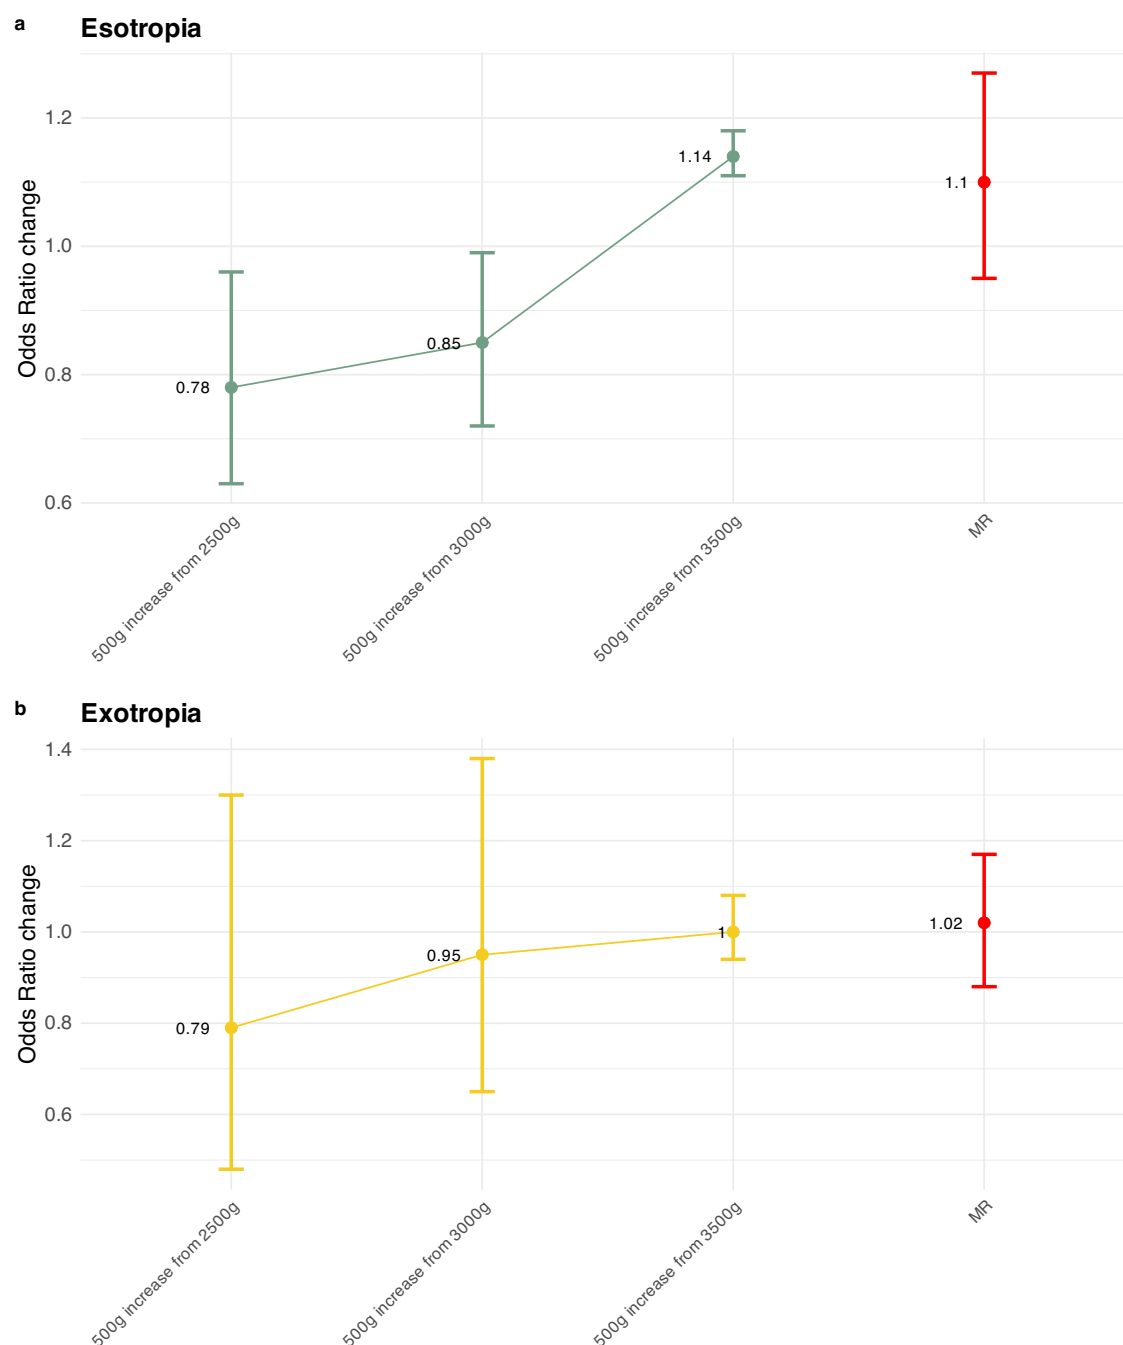 a
Esotropia
Odds Ratio change
1.2
1.0
0.8
0.6
0.78
0.85
1.14
1.1
500g increase from 2500g
500g increase from 3000g
500g increase from 3500g
MR
b
Exotropia
Odds Ratio change
1.4
1.2
1.0
0.8
0.6
0.79
0.95
1
1.02
500g increase from 2500g
500g increase from 3000g
500g increase from 3500g
MR